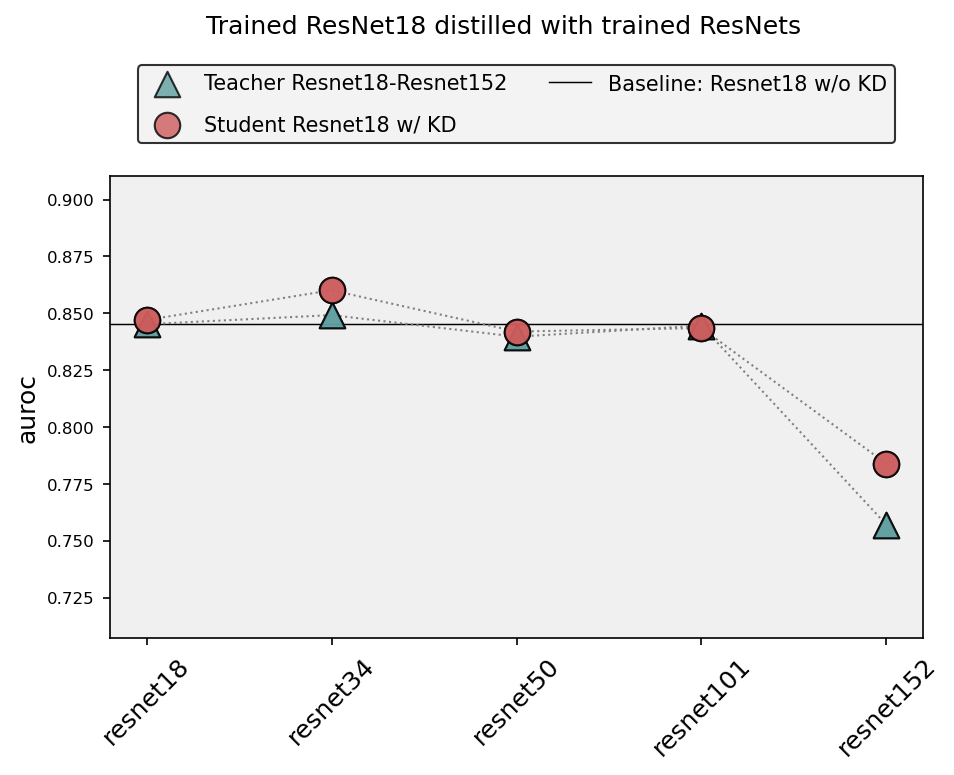 Trained ResNet18 distilled with trained ResNets
Teacher Resnet18-Resnet152
Baseline: Resnet18 w/o KD
Student Resnet18 w/ KD
0.900
0.875
0.850
0.825
0.800
0.775
0.750
0.725
auroc
resnet18
resnet34
resnet50
resnet101
resnet152